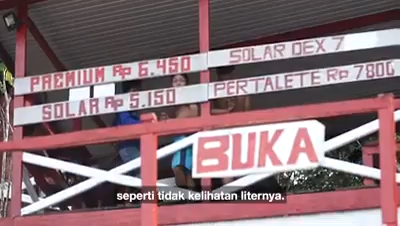 PREMIUM Rp 6.450
SOLAR DEX 7
SOLAR Rp 5.150
PERTALETE Rp 7800
BUKA
seperti tidak kelihatan liternya.